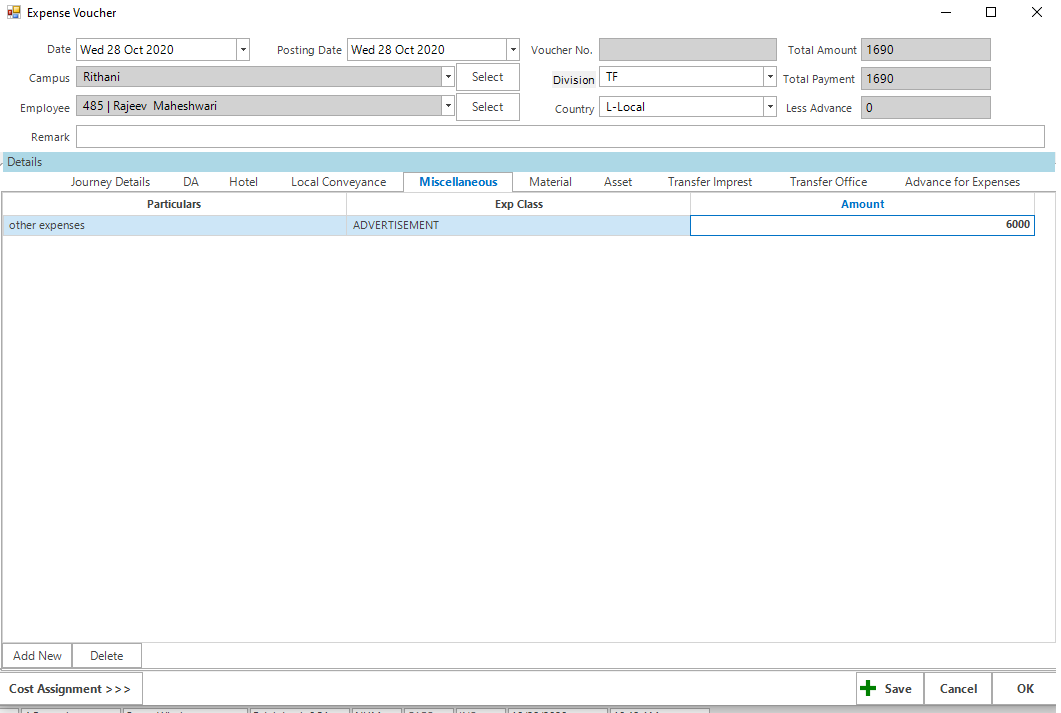 Expense Voucher
Date Wed 28 Oct 2020 Posting Date Wed 28 Oct 2020 Voucher No. Total Amount 1690
Campus Rithani Select Division TF Total Payment 1690
Employee 485 | Rajeev Maheshwari Select Country L-Local Less Advance 0
Remark
Details
Journey Details DA Hotel Local Conveyance Miscellaneous Material Asset Transfer Imprest Transfer Office Advance for Expenses
Particulars Exp Class Amount
other expenses ADVERTISEMENT 6000
Add New Delete
Cost Assignment >>> Save Cancel OK